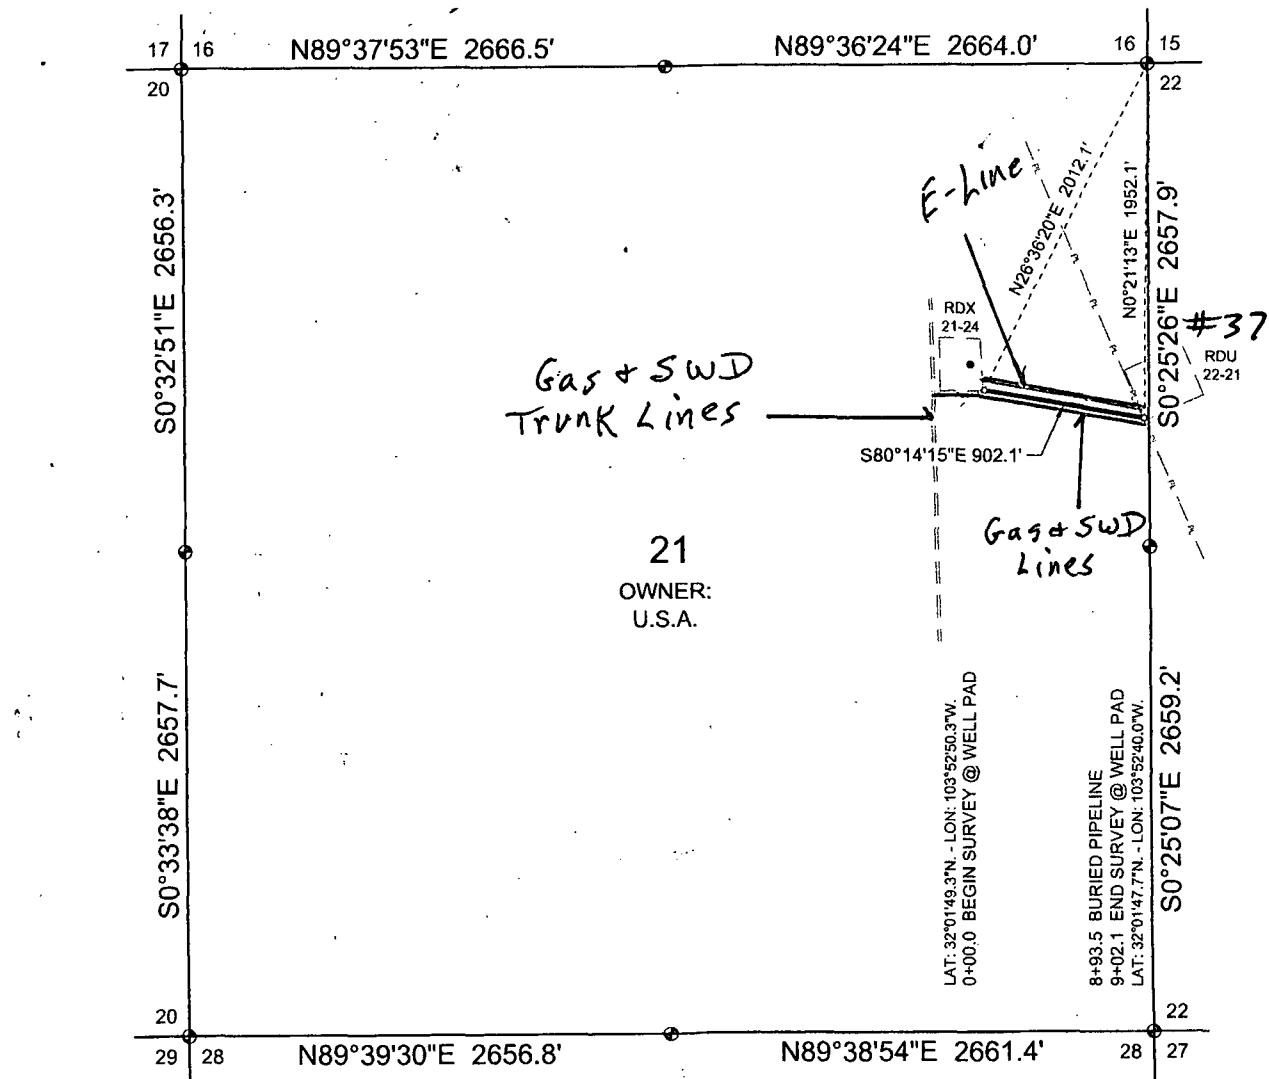 17 16
N89°37'53"E 2666.5'
N89°36'24"E 2664.0'
16 15
20
22
S0°32'51"E 2656.3'
E-Line
N26°36'20"E 2012.1'
N0°21'13"E 1952.1'
S0°25'26"E 2657.9'
#37
RDX
21-24
RDU
22-21
Gas & SWD
Trunk Lines
S80°14'15"E 902.1'
Gas & SWD
Lines
21
OWNER:
U.S.A.
S0°33'38"E 2657.7'
LAT: 32°01'49.3"N. - LON: 103°52'50.3"W.
0+00.0 BEGIN SURVEY @ WELL PAD
8+93.5 BURIED PIPELINE
9+02.1 END SURVEY @ WELL PAD
LAT: 32°01'47.7"N. - LON: 103°52'40.0"W.
S0°25'07"E 2659.2'
20
22
29 28
N89°39'30"E 2656.8'
N89°38'54"E 2661.4'
28 27